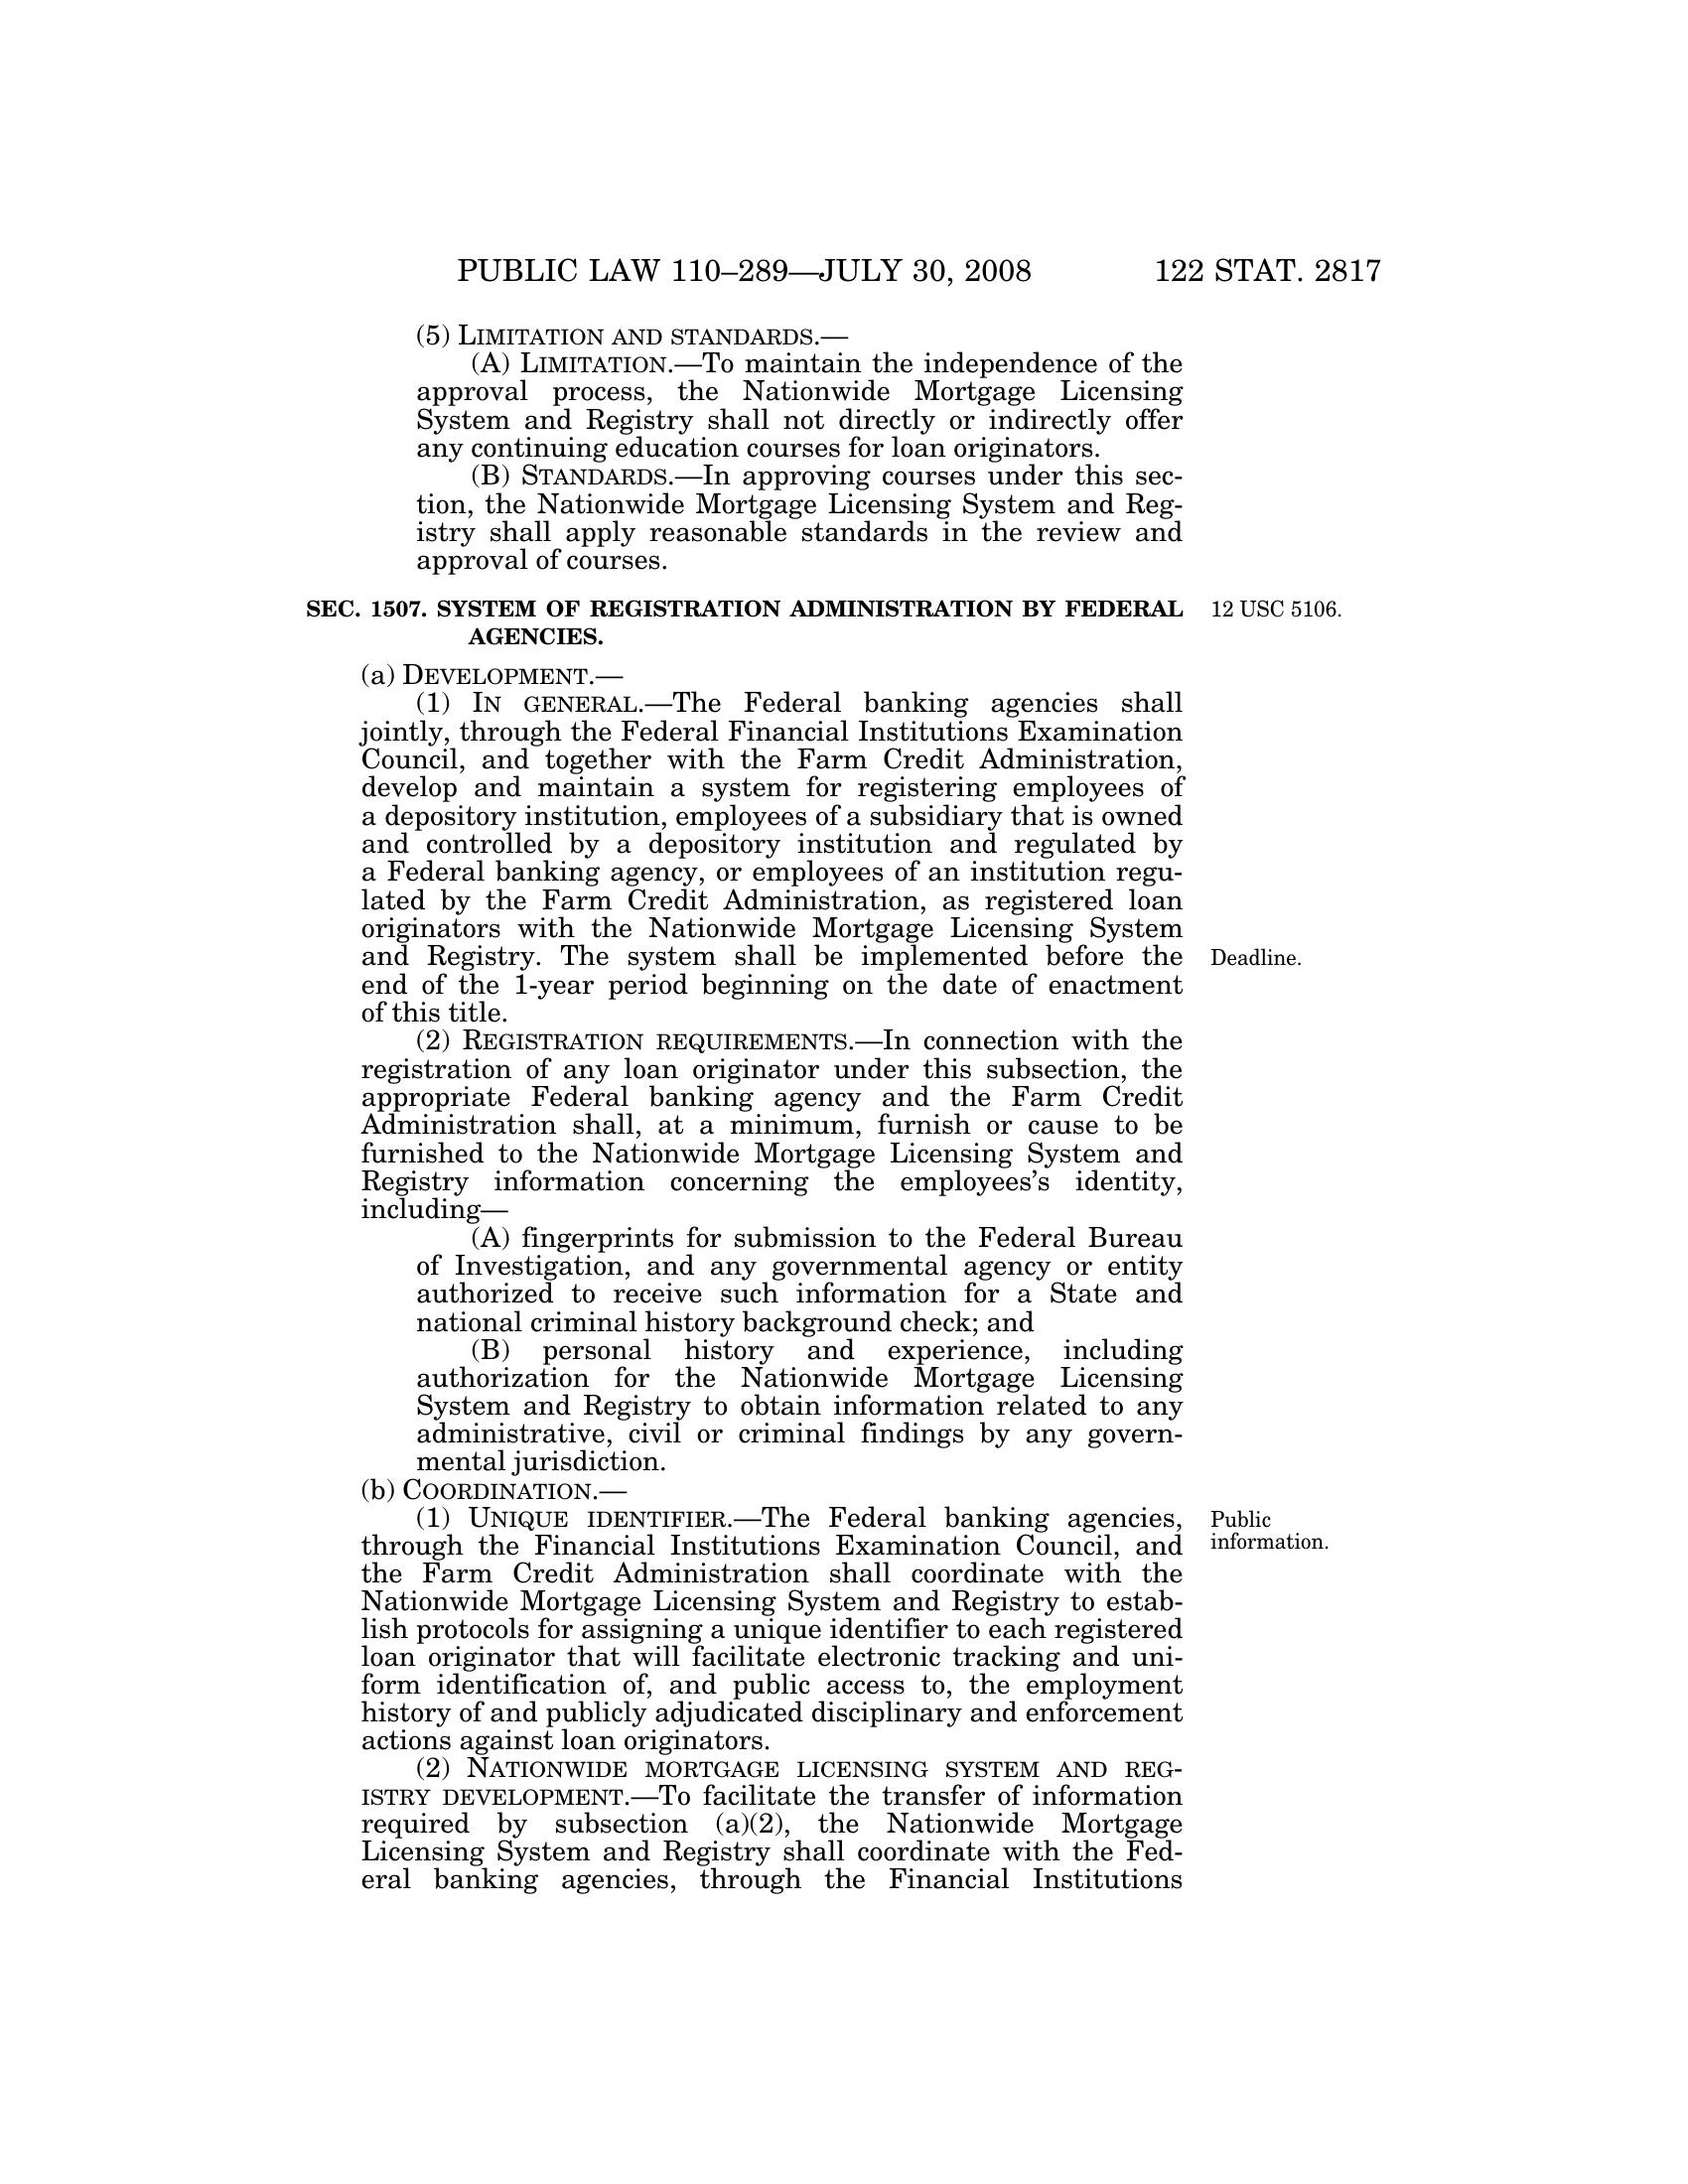 PUBLIC LAW 110–289—JULY 30, 2008 122 STAT. 2817
(5) LIMITATION AND STANDARDS.—
(A) LIMITATION.—To maintain the independence of the
approval process, the Nationwide Mortgage Licensing
System and Registry shall not directly or indirectly offer
any continuing education courses for loan originators.
(B) STANDARDS.—In approving courses under this sec-
tion, the Nationwide Mortgage Licensing System and Reg-
istry shall apply reasonable standards in the review and
approval of courses.
SEC. 1507. SYSTEM OF REGISTRATION ADMINISTRATION BY FEDERAL
AGENCIES.
12 USC 5106.
(a) DEVELOPMENT.—
(1) IN GENERAL.—The Federal banking agencies shall
jointly, through the Federal Financial Institutions Examination
Council, and together with the Farm Credit Administration,
develop and maintain a system for registering employees of
a depository institution, employees of a subsidiary that is owned
and controlled by a depository institution and regulated by
a Federal banking agency, or employees of an institution regu-
lated by the Farm Credit Administration, as registered loan
originators with the Nationwide Mortgage Licensing System
and Registry. The system shall be implemented before the
end of the 1-year period beginning on the date of enactment
of this title.
Deadline.
(2) REGISTRATION REQUIREMENTS.—In connection with the
registration of any loan originator under this subsection, the
appropriate Federal banking agency and the Farm Credit
Administration shall, at a minimum, furnish or cause to be
furnished to the Nationwide Mortgage Licensing System and
Registry information concerning the employees's identity,
including—
(A) fingerprints for submission to the Federal Bureau
of Investigation, and any governmental agency or entity
authorized to receive such information for a State and
national criminal history background check; and
(B) personal history and experience, including
authorization for the Nationwide Mortgage Licensing
System and Registry to obtain information related to any
administrative, civil or criminal findings by any govern-
mental jurisdiction.
(b) COORDINATION.—
(1) UNIQUE IDENTIFIER.—The Federal banking agencies,
through the Financial Institutions Examination Council, and
the Farm Credit Administration shall coordinate with the
Nationwide Mortgage Licensing System and Registry to estab-
lish protocols for assigning a unique identifier to each registered
loan originator that will facilitate electronic tracking and uni-
form identification of, and public access to, the employment
history of and publicly adjudicated disciplinary and enforcement
actions against loan originators.
Public
information.
(2) NATIONWIDE MORTGAGE LICENSING SYSTEM AND REG-
ISTRY DEVELOPMENT.—To facilitate the transfer of information
required by subsection (a)(2), the Nationwide Mortgage
Licensing System and Registry shall coordinate with the Fed-
eral banking agencies, through the Financial Institutions